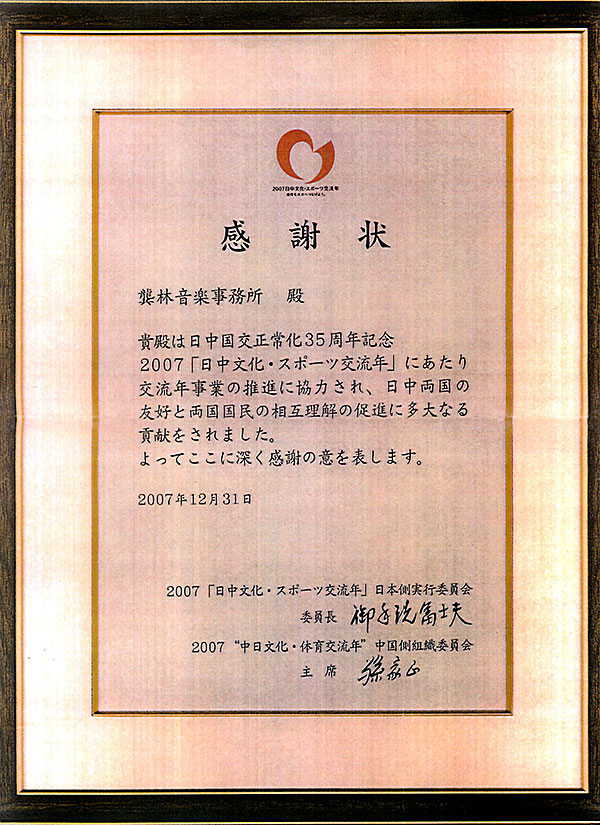 2007日中文化・スポーツ交流年
感謝状
龔林音楽事務所 殿
貴殿は日中国交正常化35周年記念
2007「日中文化・スポーツ交流年」にあたり
交流年事業の推進に協力され、日中両国の
友好と両国国民の相互理解の促進に多大なる
貢献をされました。
よってここに深く感謝の意を表します。
2007年12月31日
2007「日中文化・スポーツ交流年」日本側実行委員会
委員長 御手洗冨士夫
2007 “中日文化・体育交流年” 中国側組織委員会
主席 孫家正